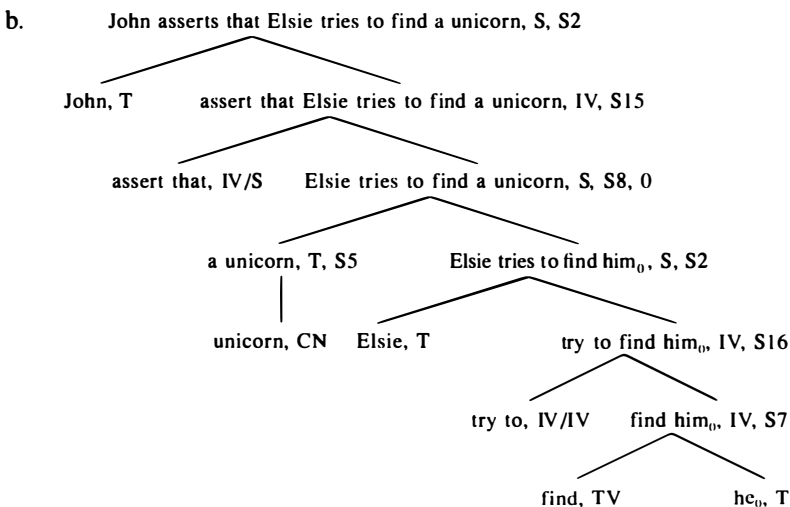 b. John asserts that Elsie tries to find a unicorn, S, S2
John, T assert that Elsie tries to find a unicorn, IV, S15
assert that, IV/S Elsie tries to find a unicorn, S, S8, 0
a unicorn, T, S5 Elsie tries to find him₀, S, S2
unicorn, CN Elsie, T try to find him₀, IV, S16
try to, IV/IV find him₀, IV, S7
find, TV he₀, T